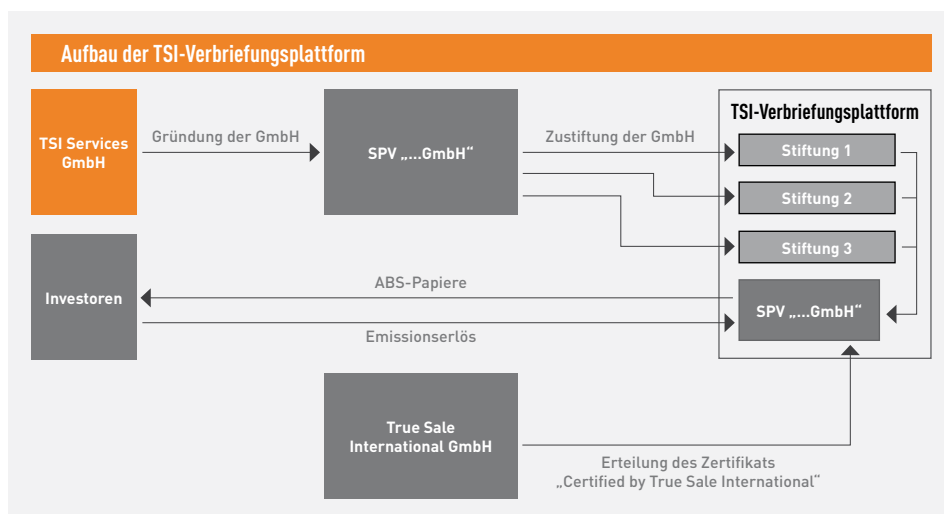 Aufbau der TSI-Verbriefungsplattform
TSI Services
GmbH
Gründung der GmbH
SPV „...GmbH“
Zustiftung der GmbH
TSI-Verbriefungsplattform
Stiftung 1
Stiftung 2
Stiftung 3
Investoren
ABS-Papiere
Emissionserlös
SPV „...GmbH“
True Sale
International GmbH
Erteilung des Zertifikats
„Certified by True Sale International“